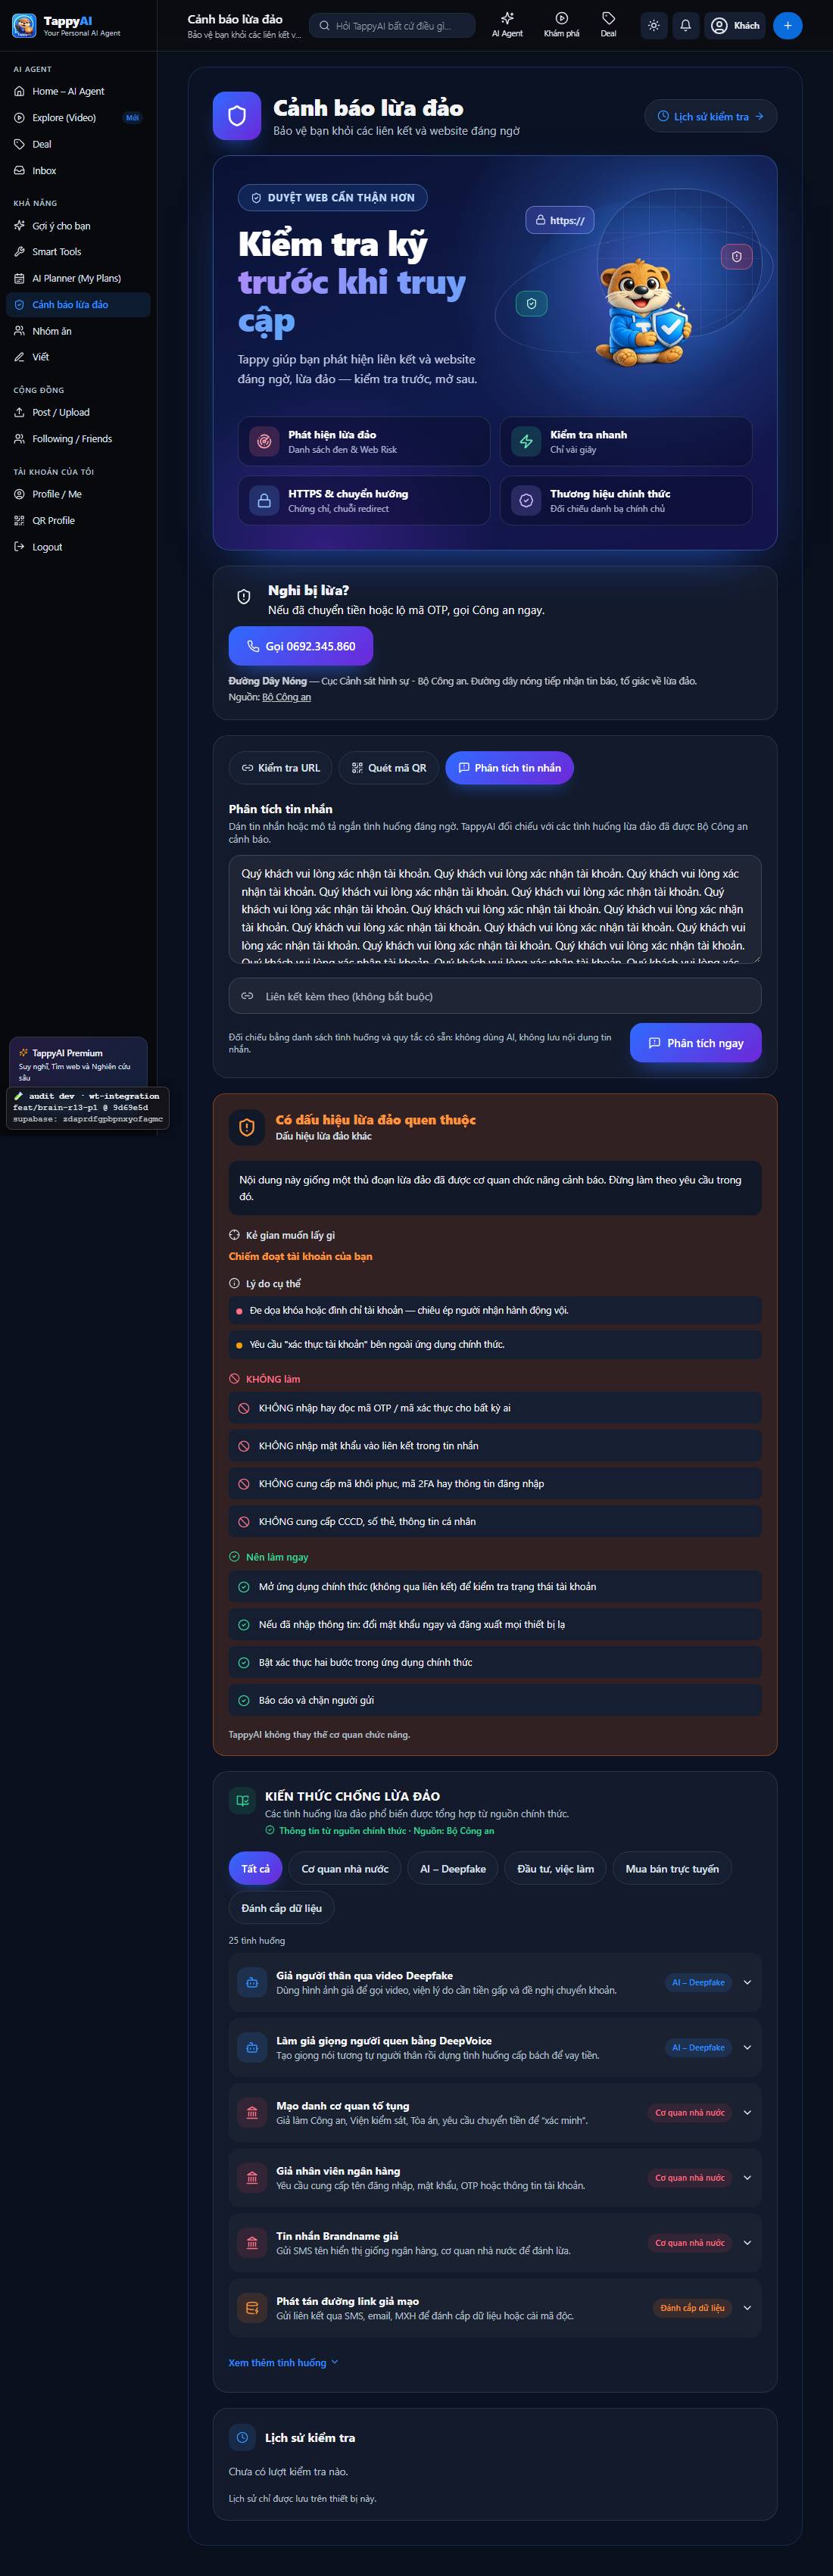 TappyAI
Your Personal AI Agent
Cảnh báo lừa đảo
Bảo vệ bạn khỏi các liên kết v...
Hỏi TappyAI bất cứ điều gì...
AI Agent
Khám phá
Deal
Khách
AI AGENT
Home – AI Agent
Explore (Video)
Mới
Deal
Inbox
KHẢ NĂNG
Gợi ý cho bạn
Smart Tools
AI Planner (My Plans)
Cảnh báo lừa đảo
Nhóm ăn
Viết
CỘNG ĐỒNG
Post / Upload
Following / Friends
TÀI KHOẢN CỦA TÔI
Profile / Me
QR Profile
Logout
TappyAI Premium
Suy nghĩ, Tìm web và Nghiên cứu
sâu
audit dev · wt-integration
feat/brain-r13-p1 @ 9d69e5d
supabase: zdaprdfgpbpnxyofagmc
Cảnh báo lừa đảo
Bảo vệ bạn khỏi các liên kết và website đáng ngờ
Lịch sử kiểm tra
DUYỆT WEB CẨN THẬN HƠN
Kiểm tra kỹ
trước khi truy
cập
Tappy giúp bạn phát hiện liên kết và website
đáng ngờ, lừa đảo — kiểm tra trước, mở sau.
https://
Phát hiện lừa đảo
Danh sách đen & Web Risk
Kiểm tra nhanh
Chỉ vài giây
HTTPS & chuyển hướng
Chứng chỉ, chuỗi redirect
Thương hiệu chính thức
Đối chiếu danh bạ chính chủ
Nghi bị lừa?
Nếu đã chuyển tiền hoặc lộ mã OTP, gọi Công an ngay.
Gọi 0692.345.860
Đường Dây Nóng — Cục Cảnh sát hình sự - Bộ Công an. Đường dây nóng tiếp nhận tin báo, tố giác về lừa đảo.
Nguồn: Bộ Công an
Kiểm tra URL
Quét mã QR
Phân tích tin nhắn
Phân tích tin nhắn
Dán tin nhắn hoặc mô tả ngắn tình huống đáng ngờ. TappyAI đối chiếu với các tình huống lừa đảo đã được Bộ Công an
cảnh báo.
Quý khách vui lòng xác nhận tài khoản. Quý khách vui lòng xác nhận tài khoản. Quý khách vui lòng xác
nhận tài khoản. Quý khách vui lòng xác nhận tài khoản. Quý khách vui lòng xác nhận tài khoản. Quý
khách vui lòng xác nhận tài khoản. Quý khách vui lòng xác nhận tài khoản. Quý khách vui lòng xác nhận
tài khoản. Quý khách vui lòng xác nhận tài khoản. Quý khách vui lòng xác nhận tài khoản. Quý khách vui
lòng xác nhận tài khoản. Quý khách vui lòng xác nhận tài khoản. Quý khách vui lòng xác nhận tài khoản.
Quý khách vui lòng xác nhận tài khoản. Quý khách vui lòng xác nhận tài khoản. Quý khách vui lòng xác
Liên kết kèm theo (không bắt buộc)
Đối chiếu bằng danh sách tình huống và quy tắc có sẵn: không dùng AI, không lưu nội dung tin
nhắn.
Phân tích ngay
Có dấu hiệu lừa đảo quen thuộc
Dấu hiệu lừa đảo khác
Nội dung này giống một thủ đoạn lừa đảo đã được cơ quan chức năng cảnh báo. Đừng làm theo yêu cầu trong
đó.
Kẻ gian muốn lấy gì
Chiếm đoạt tài khoản của bạn
Lý do cụ thể
Đe dọa khóa hoặc đình chỉ tài khoản — chiêu ép người nhận hành động vội.
Yêu cầu "xác thực tài khoản" bên ngoài ứng dụng chính thức.
KHÔNG làm
KHÔNG nhập hay đọc mã OTP / mã xác thực cho bất kỳ ai
KHÔNG nhập mật khẩu vào liên kết trong tin nhắn
KHÔNG cung cấp mã khôi phục, mã 2FA hay thông tin đăng nhập
KHÔNG cung cấp CCCD, số thẻ, thông tin cá nhân
Nên làm ngay
Mở ứng dụng chính thức (không qua liên kết) để kiểm tra trạng thái tài khoản
Nếu đã nhập thông tin: đổi mật khẩu ngay và đăng xuất mọi thiết bị lạ
Bật xác thực hai bước trong ứng dụng chính thức
Báo cáo và chặn người gửi
TappyAI không thay thế cơ quan chức năng.
KIẾN THỨC CHỐNG LỪA ĐẢO
Các tình huống lừa đảo phổ biến được tổng hợp từ nguồn chính thức.
Thông tin từ nguồn chính thức · Nguồn: Bộ Công an
Tất cả
Cơ quan nhà nước
AI – Deepfake
Đầu tư, việc làm
Mua bán trực tuyến
Đánh cắp dữ liệu
25 tình huống
Giả người thân qua video Deepfake
Dùng hình ảnh giả để gọi video, viện lý do cần tiền gấp và đề nghị chuyển khoản.
AI – Deepfake
Làm giả giọng người quen bằng DeepVoice
Tạo giọng nói tương tự người thân rồi dựng tình huống cấp bách để vay tiền.
AI – Deepfake
Mạo danh cơ quan tố tụng
Giả làm Công an, Viện kiểm sát, Tòa án, yêu cầu chuyển tiền để "xác minh".
Cơ quan nhà nước
Giả nhân viên ngân hàng
Yêu cầu cung cấp tên đăng nhập, mật khẩu, OTP hoặc thông tin tài khoản.
Cơ quan nhà nước
Tin nhắn Brandname giả
Gửi SMS tên hiển thị giống ngân hàng, cơ quan nhà nước để đánh lừa.
Cơ quan nhà nước
Phát tán đường link giả mạo
Gửi liên kết qua SMS, email, MXH để đánh cắp dữ liệu hoặc cài mã độc.
Đánh cắp dữ liệu
Xem thêm tình huống
Lịch sử kiểm tra
Chưa có lượt kiểm tra nào.
Lịch sử chỉ được lưu trên thiết bị này.